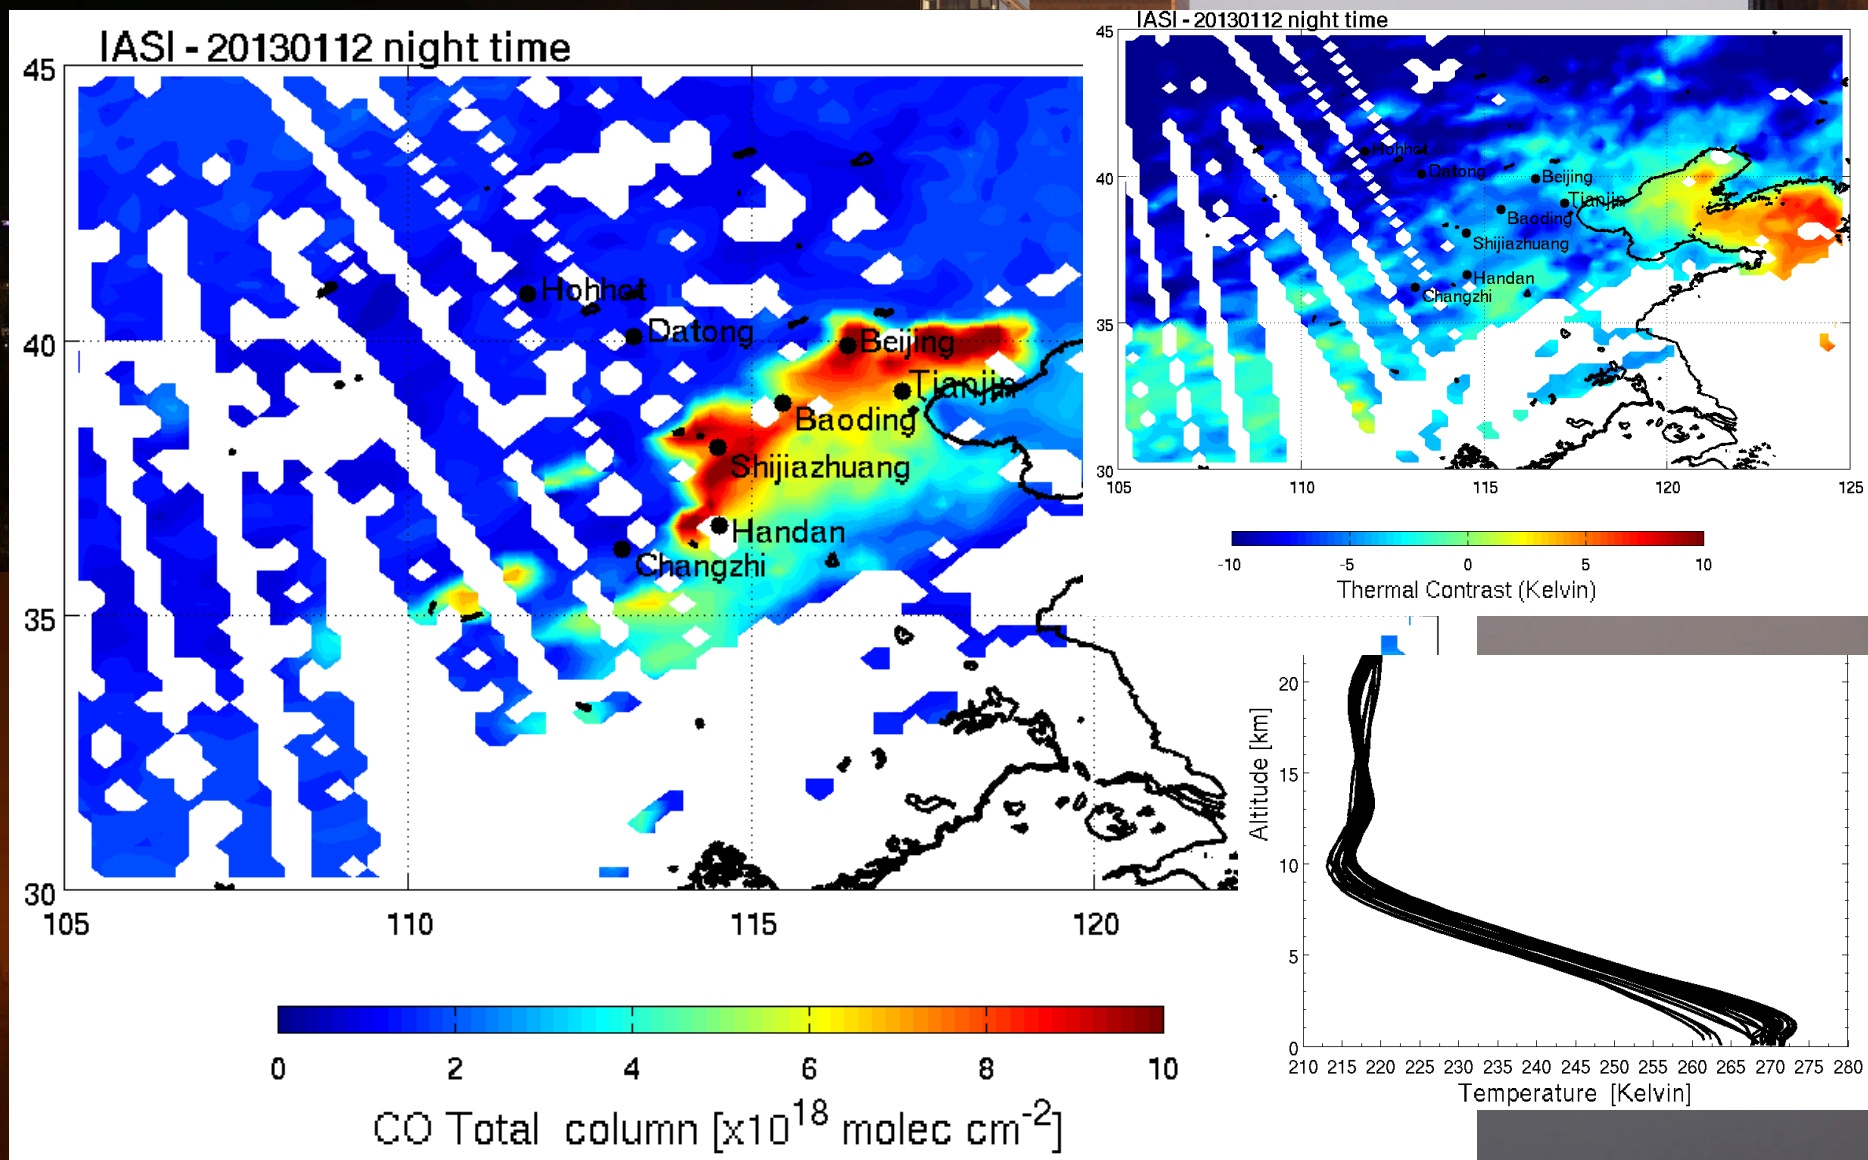 IASI - 20130112 night time
45
40
35
30
105
110
115
120
Hohhot
Datong
Beijing
Tianjin
Baoding
Shijiazhuang
Handan
Changzhi
0
2
4
6
8
10
CO Total column [x10^18 molec cm^-2]
IASI - 20130112 night time
45
40
35
30
105
110
115
120
125
Hohhot
Datong
Beijing
Tianjin
Baoding
Shijiazhuang
Handan
Changzhi
-10
-5
0
5
10
Thermal Contrast (Kelvin)
20
15
10
5
0
Altitude [km]
210 215 220 225 230 235 240 245 250 255 260 265 270 275 280
Temperature [Kelvin]